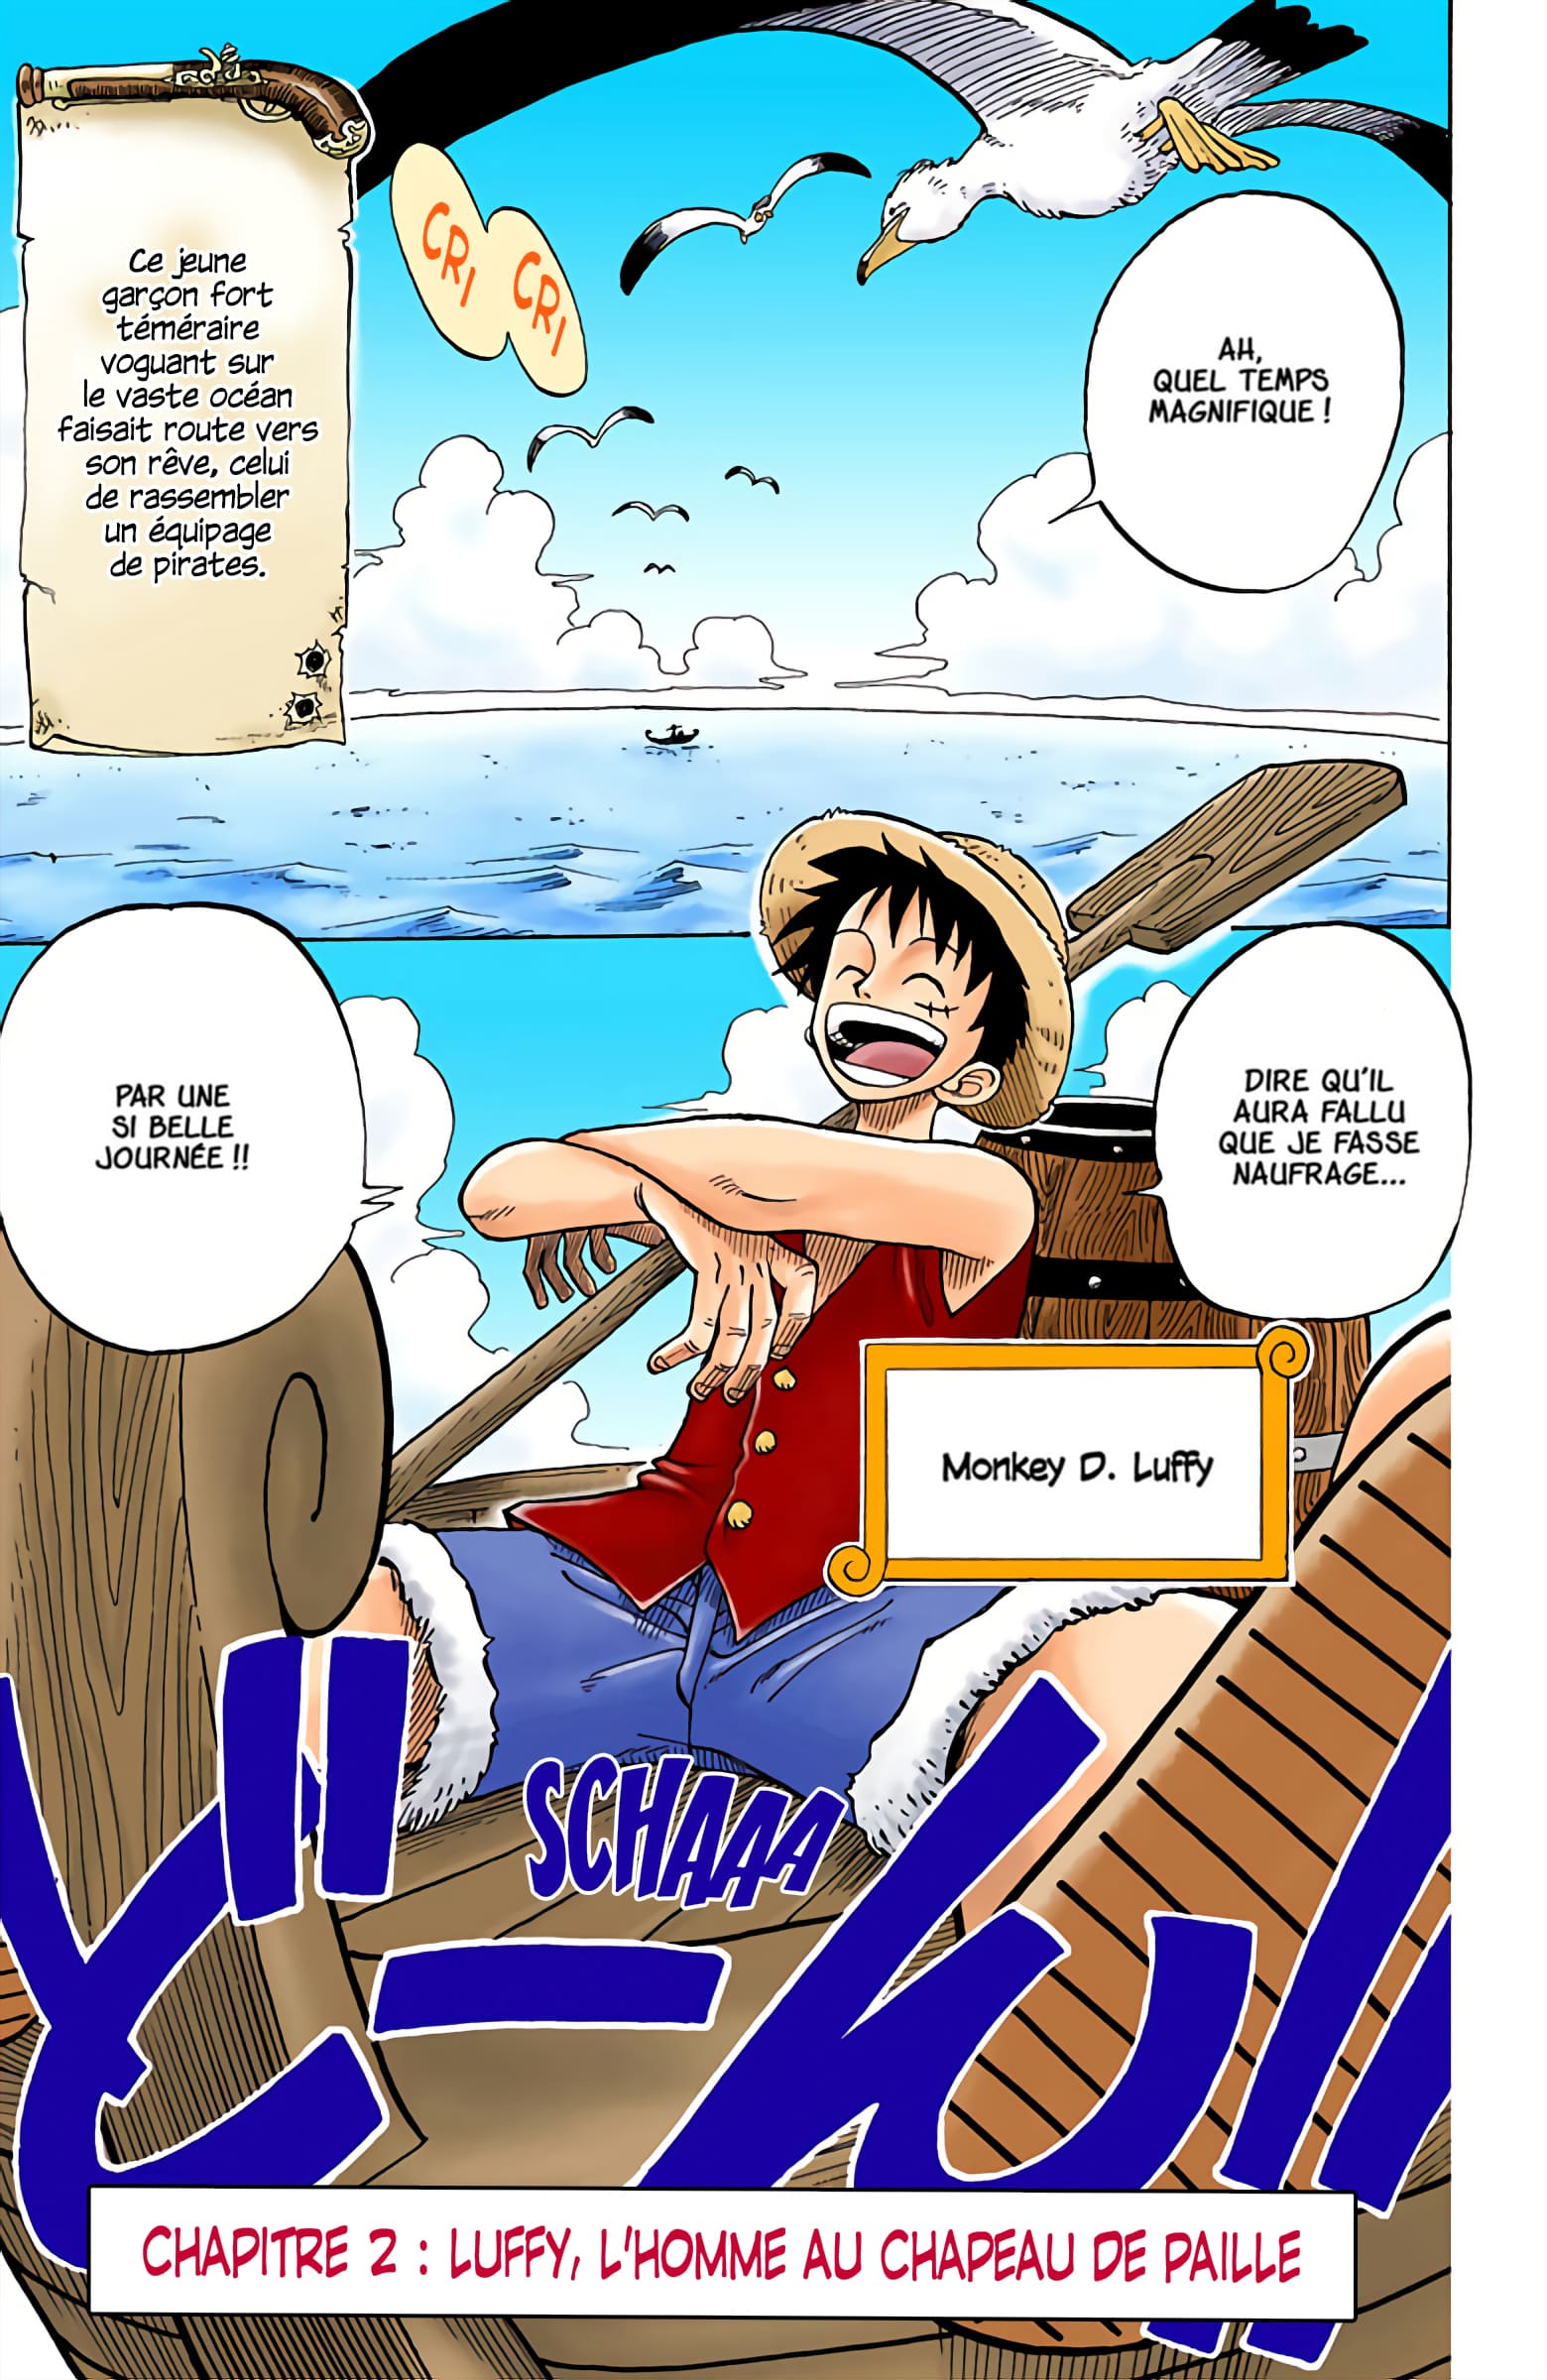 Ce jeune
garçon fort
téméraire
voguant sur
le vaste océan
faisait route vers
son rêve, celui
de rassembler
un équipage
de pirates.
CRI
CRI
AH,
QUEL TEMPS
MAGNIFIQUE !
DIRE QU'IL
AURA FALLU
QUE JE FASSE
NAUFRAGE...
PAR UNE
SI BELLE
JOURNÉE !!
Monkey D. Luffy
SCHAAA
ど ー ん!!
CHAPITRE 2 : LUFFY, L'HOMME AU CHAPEAU DE PAILLE